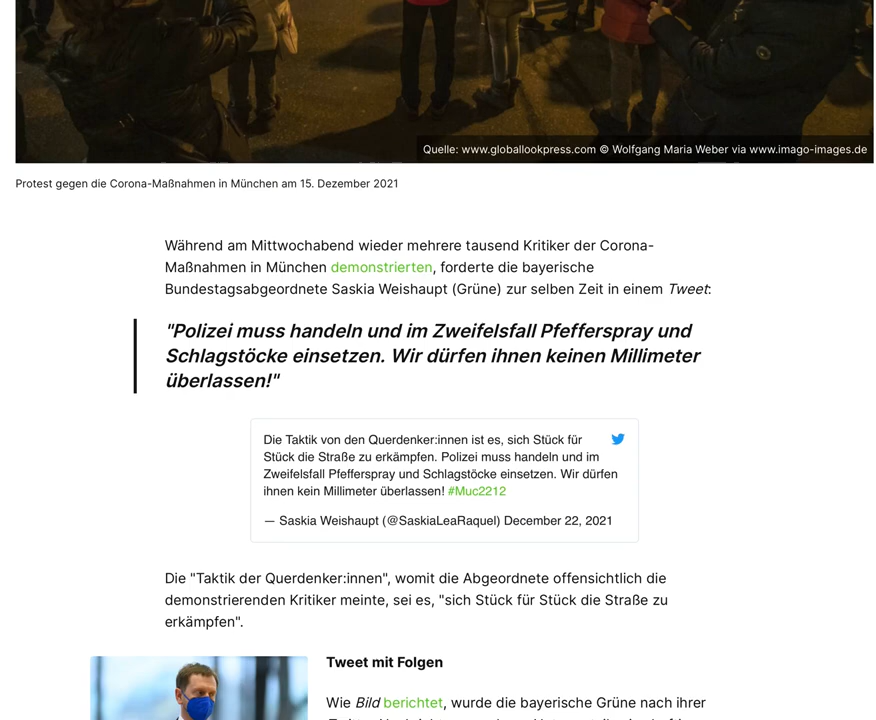 Quelle: www.globallookpress.com © Wolfgang Maria Weber via www.imago-images.de
Protest gegen die Corona-Maßnahmen in München am 15. Dezember 2021
Während am Mittwochabend wieder mehrere tausend Kritiker der Corona-
Maßnahmen in München demonstrierten, forderte die bayerische
Bundestagsabgeordnete Saskia Weishaupt (Grüne) zur selben Zeit in einem Tweet:
"Polizei muss handeln und im Zweifelsfall Pfefferspray und
Schlagstöcke einsetzen. Wir dürfen ihnen keinen Millimeter
überlassen!"
Die Taktik von den Querdenker:innen ist es, sich Stück für
Stück die Straße zu erkämpfen. Polizei muss handeln und im
Zweifelsfall Pfefferspray und Schlagstöcke einsetzen. Wir dürfen
ihnen kein Millimeter überlassen! #Muc2212
— Saskia Weishaupt (@SaskiaLeaRaquel) December 22, 2021
Die "Taktik der Querdenker:innen", womit die Abgeordnete offensichtlich die
demonstrierenden Kritiker meinte, sei es, "sich Stück für Stück die Straße zu
erkämpfen".
Tweet mit Folgen
Wie Bild berichtet, wurde die bayerische Grüne nach ihrer